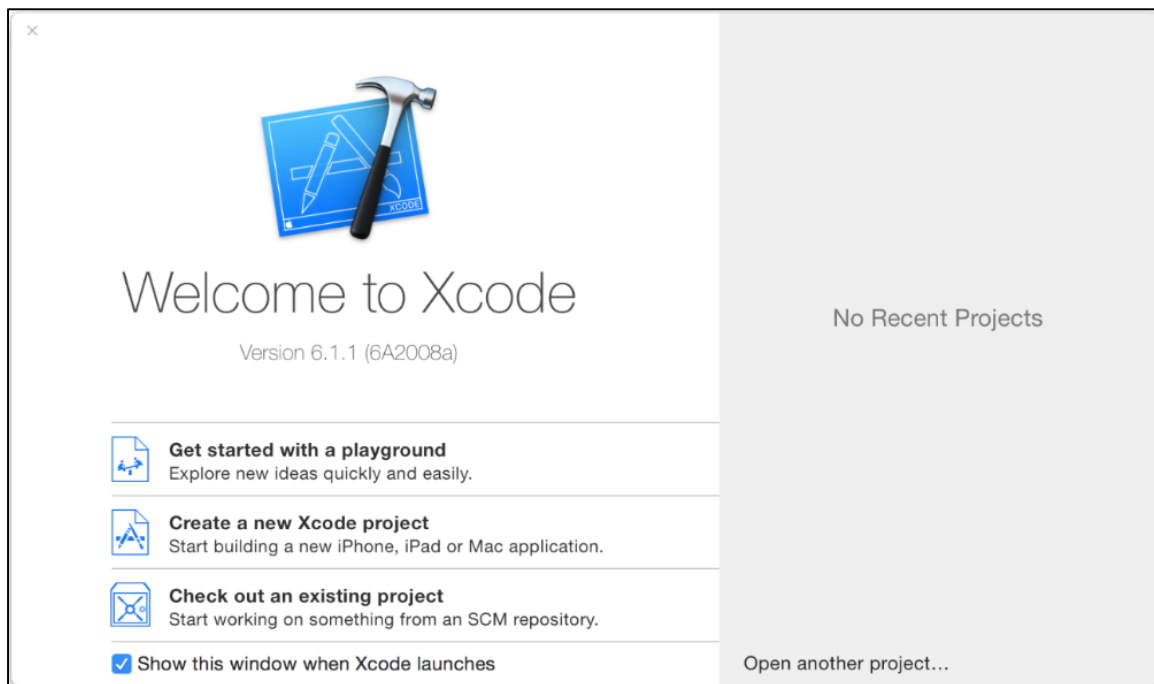 XCODE
Welcome to Xcode
Version 6.1.1 (6A2008a)
Get started with a playground
Explore new ideas quickly and easily.
Create a new Xcode project
Start building a new iPhone, iPad or Mac application.
Check out an existing project
Start working on something from an SCM repository.
Show this window when Xcode launches
No Recent Projects
Open another project…